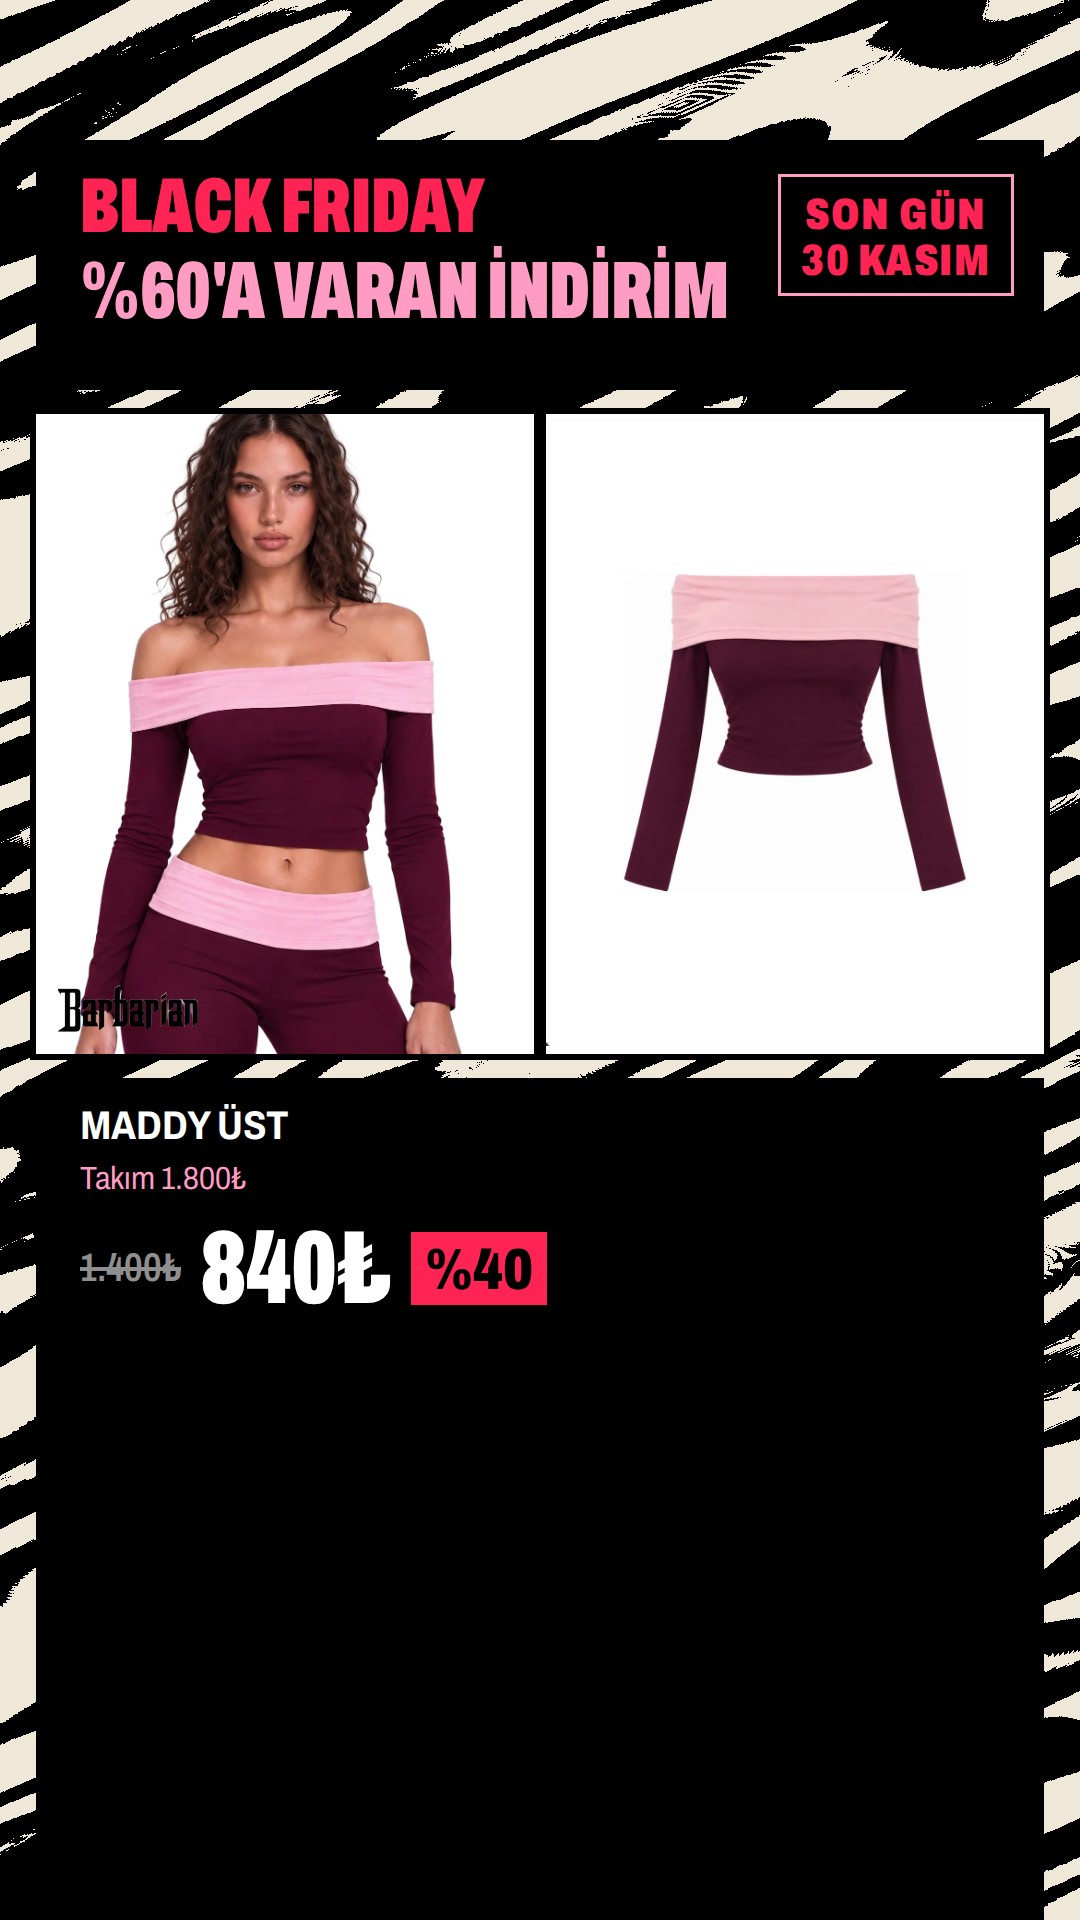 BLACK FRIDAY
%60'A VARAN İNDİRİM
SON GÜN
30 KASIM
Barbarian
MADDY ÜST
Takım 1.800₺
1.400₺ 840₺ %40